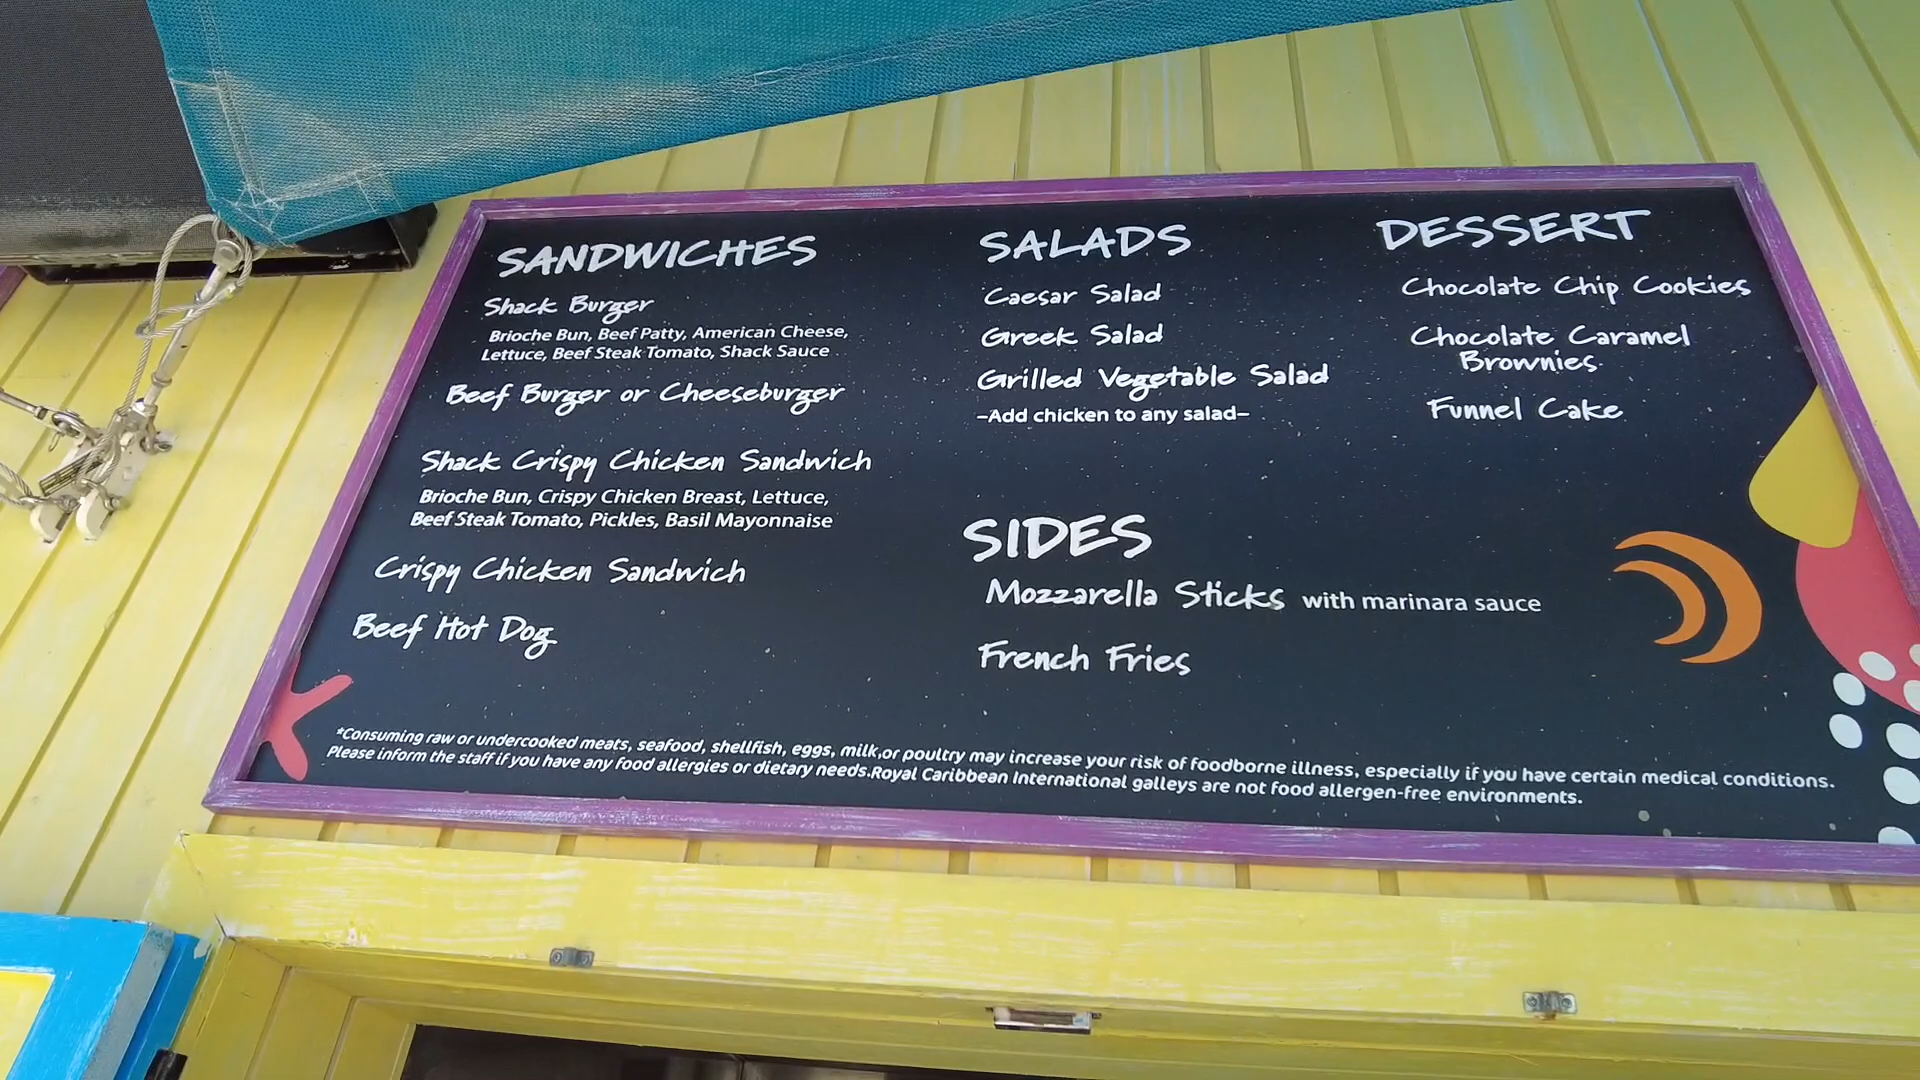 SANDWICHES
Shack Burger
Brioche Bun, Beef Patty, American Cheese,
Lettuce, Beef Steak Tomato, Shack Sauce
Beef Burger or Cheeseburger
Shack Crispy Chicken Sandwich
Brioche Bun, Crispy Chicken Breast, Lettuce,
Beef Steak Tomato, Pickles, Basil Mayonnaise
Crispy Chicken Sandwich
Beef Hot Dog
SALADS
Caesar Salad
Greek Salad
Grilled Vegetable Salad
-Add chicken to any salad-
SIDES
Mozzarella Sticks with marinara sauce
French Fries
DESSERT
Chocolate Chip Cookies
Chocolate Caramel
Brownies
Funnel Cake
*Consuming raw or undercooked meats, seafood, shellfish, eggs, milk,or poultry may increase your risk of foodborne illness, especially if you have certain medical conditions.
Please inform the staff if you have any food allergies or dietary needs.Royal Caribbean International galleys are not food allergen-free environments.